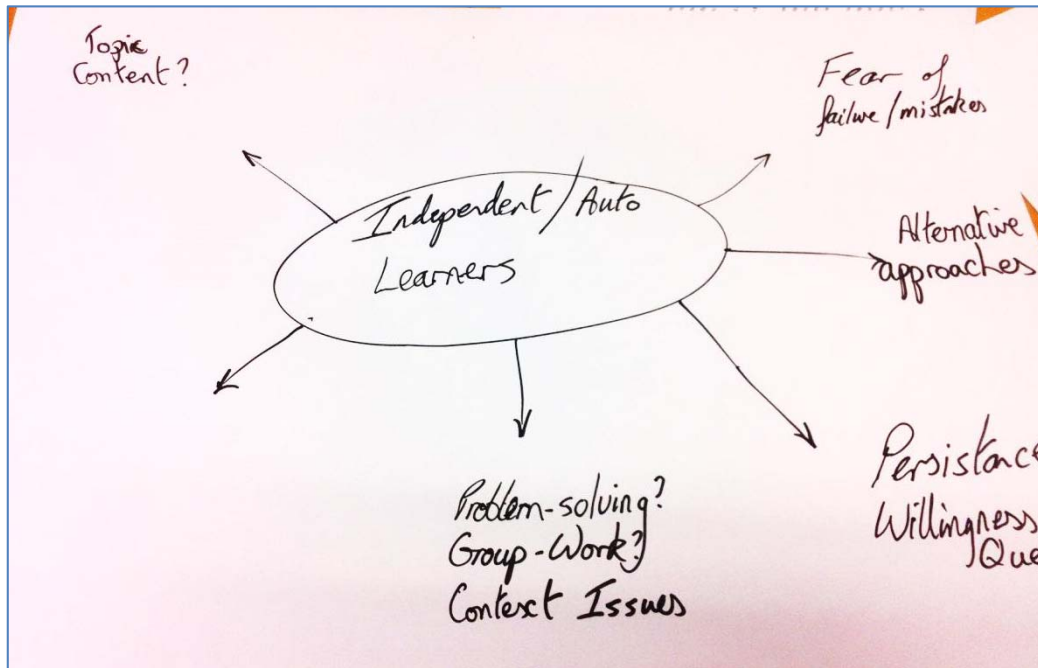 Topic
Content?
Fear of
failure/mistakes
Independent/Auto
Learners
Alternative
approaches
Problem-solving?
Group-Work?
Context Issues
Persistance
Willingness
Que